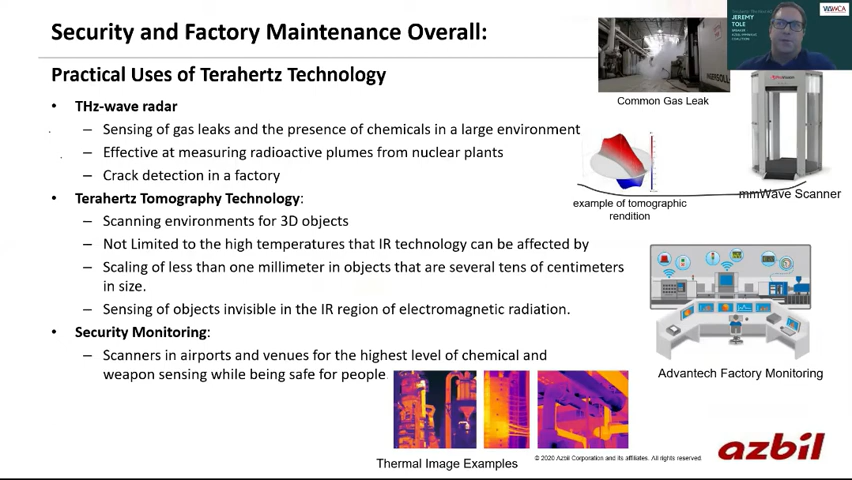 Security and Factory Maintenance Overall:
Practical Uses of Terahertz Technology
• THz-wave radar
– Sensing of gas leaks and the presence of chemicals in a large environment
– Effective at measuring radioactive plumes from nuclear plants
– Crack detection in a factory
• Terahertz Tomography Technology:
– Scanning environments for 3D objects
– Not Limited to the high temperatures that IR technology can be affected by
– Scaling of less than one millimeter in objects that are several tens of centimeters
in size.
– Sensing of objects invisible in the IR region of electromagnetic radiation.
• Security Monitoring:
– Scanners in airports and venues for the highest level of chemical and
weapon sensing while being safe for people
Common Gas Leak
example of tomographic
rendition
mmWave Scanner
Advantech Factory Monitoring
Thermal Image Examples
© 2020 Azbil Corporation and its affiliates. All rights reserved.
azbil
JEREMY
TOLE
SPEAKER